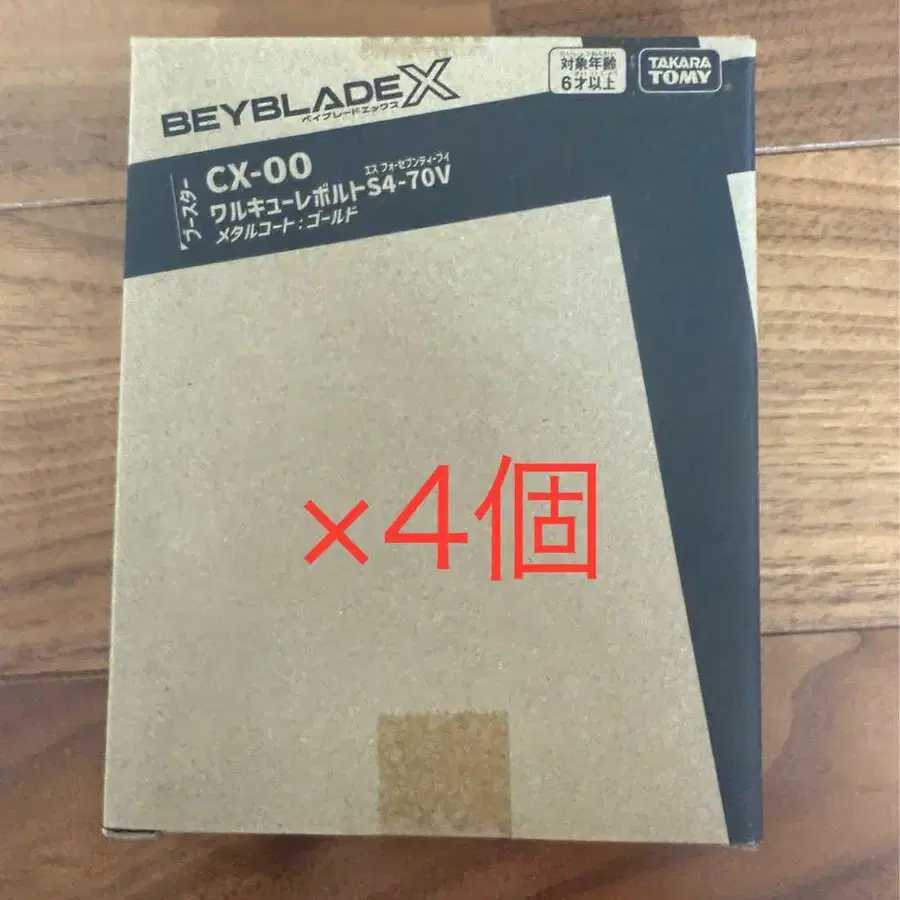 BEYBLADE X
ベイブレードエックス
対象年齢
6才以上
TAKARA
TOMY
ブースター
CX-00
エス フォーセブンティーブイ
ワルキューレボルトS4-70V
メタルコート:ゴールド
×4個